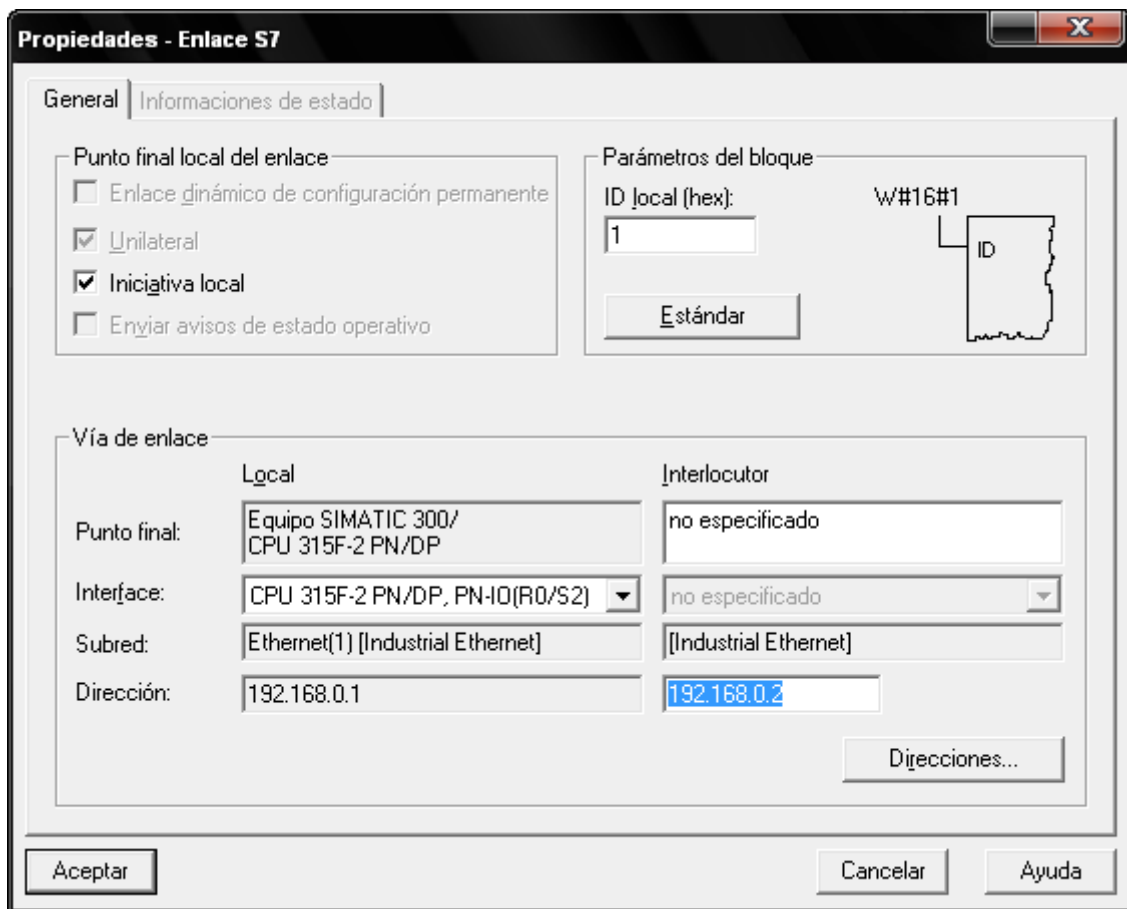 Propiedades - Enlace S7
General
Informaciones de estado
Punto final local del enlace
Enlace dinámico de configuración permanente
Unilateral
Iniciativa local
Enviar avisos de estado operativo
Parámetros del bloque
ID local (hex):
W#16#1
1
ID
Estándar
Vía de enlace
Local
Interlocutor
Punto final:
Equipo SIMATIC 300/
CPU 315F-2 PN/DP
no especificado
Interface:
CPU 315F-2 PN/DP, PN-IO(R0/S2)
no especificado
Subred:
Ethernet(1) [Industrial Ethernet]
[Industrial Ethernet]
Dirección:
192.168.0.1
192.168.0.2
Direcciones...
Aceptar
Cancelar
Ayuda